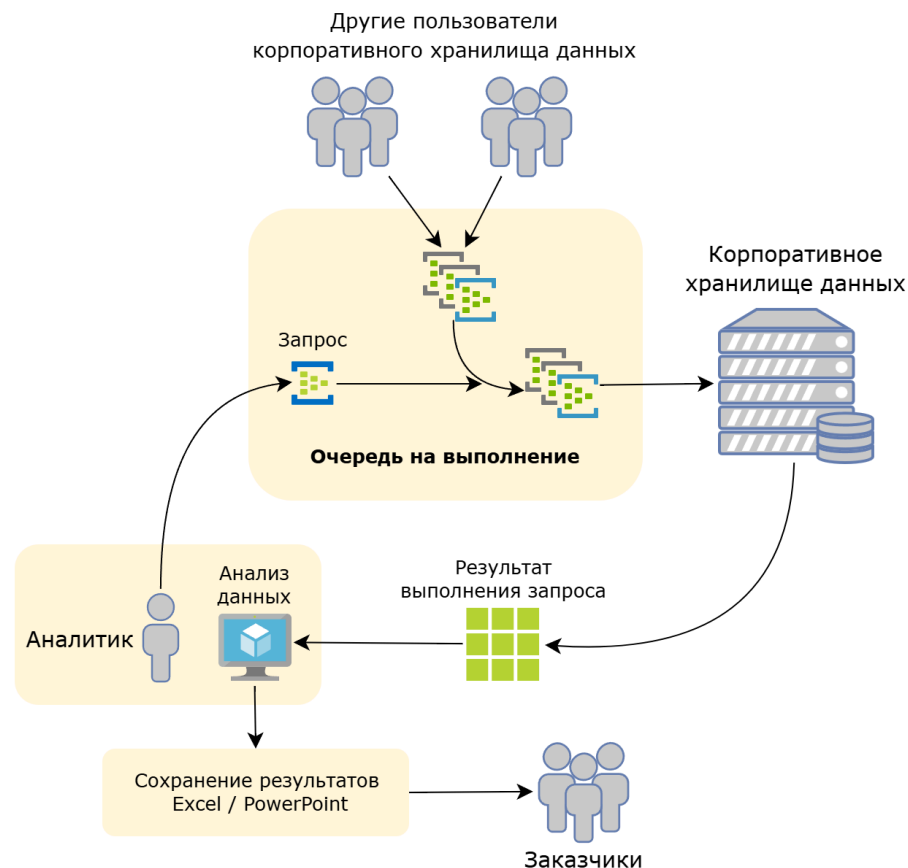 Другие пользователи
корпоративного хранилища данных
Корпоративное
хранилище данных
Запрос
Очередь на выполнение
Результат
выполнения запроса
Анализ
данных
Аналитик
Сохранение результатов
Excel / PowerPoint
Заказчики